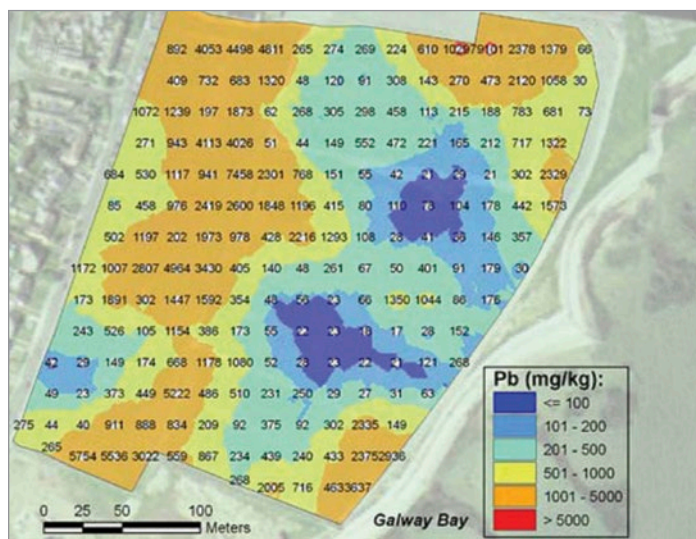 892 4053 4498 4811 265 274 269 224 610 2378 1379 66
409 732 683 1320 48 120 91 308 143 270 473 2120 1058 30
1072 1239 197 1873 62 268 305 298 458 113 215 188 783 681 73
271 943 4113 4026 51 44 149 552 472 221 165 212 717 1322
684 530 1117 941 7458 2301 768 151 55 42 21 29 21 302 2329
85 458 976 2419 2600 1848 1196 415 80 110 78 104 178 442 1573
502 1197 202 1973 978 428 2216 1293 108 28 41 146 357
1172 1007 2807 4964 3430 405 140 48 261 67 50 401 91 179 30
173 1891 302 1447 1592 354 48 56 23 66 1350 1044 86 176
243 526 105 1154 386 173 55 22 17 28 152
42 29 149 174 668 1178 1080 52 28 23 22 121 268
49 23 373 449 5222 486 510 231 250 29 27 31 63
275 44 40 911 888 834 209 92 375 92 302 2335 149
265 5754 5536 3022 559 867 234 439 240 433 2375 2936
268 2005 716 463 3637
Pb (mg/kg):
<= 100
101 - 200
201 - 500
501 - 1000
1001 - 5000
> 5000
0 25 50 100
Meters
Galway Bay